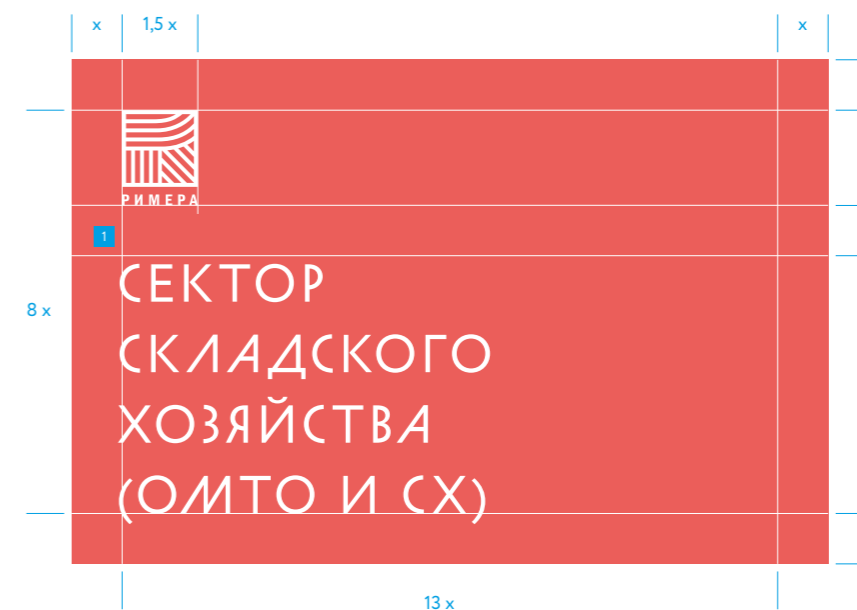 x 1,5 x x
РИМЕРА
1
СЕКТОР
СКЛАДСКОГО
8 x
ХОЗЯЙСТВА
(ОМТО И СХ)
13 x